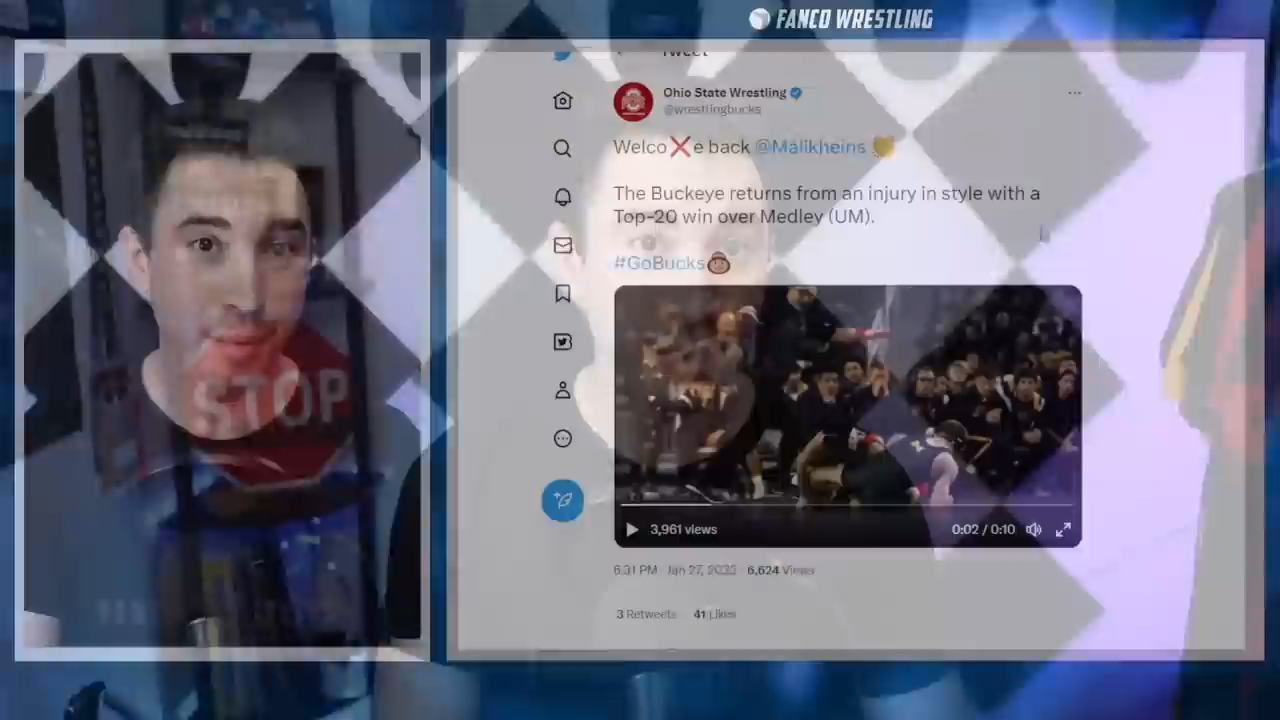 FANCO WRESTLING
Tweet
Ohio State Wrestling
@wrestlingbucks
Welco❌e back @Malikheins
The Buckeye returns from an injury in style with a
Top-20 win over Medley (UM).
#GoBucks
STOP
3,961 views
0:02 / 0:10
6:31 PM · Jan 27, 2023 · 6,624 Views
3 Retweets 41 Likes